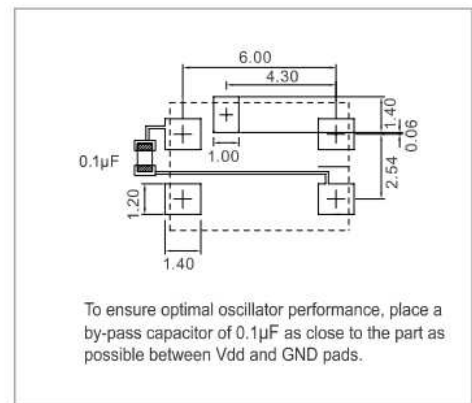 6.00
4.30
1.40
0.06
1.00
0.1µF
2.54
1.20
1.40
To ensure optimal oscillator performance, place a
by-pass capacitor of 0.1µF as close to the part as
possible between Vdd and GND pads.